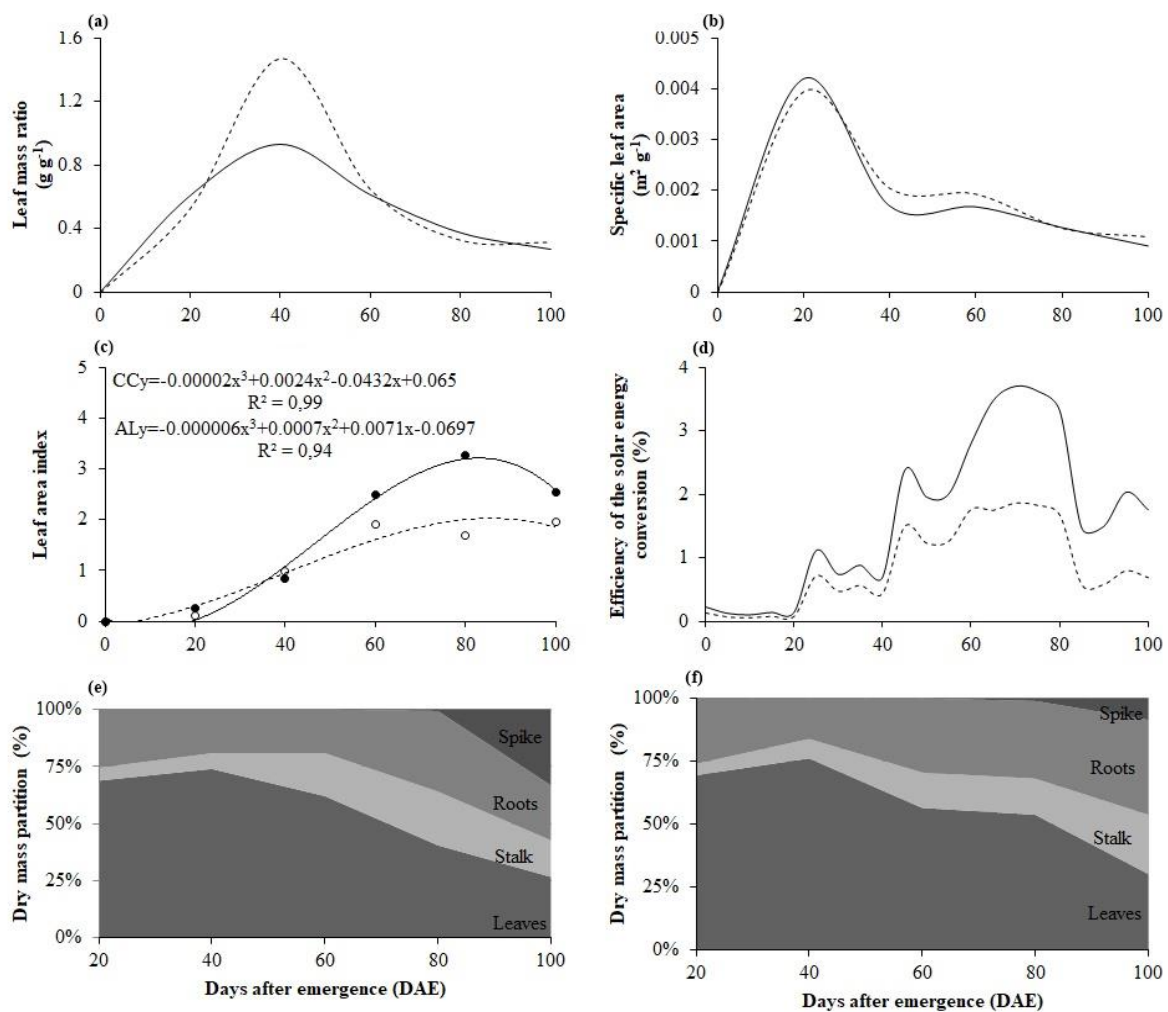 (a)
1.6
1.2
0.8
0.4
0
0 20 40 60 80 100
Leaf mass ratio
(g g-1)
(b)
0.005
0.004
0.003
0.002
0.001
0
0 20 40 60 80 100
Specific leaf area
(m² g-1)
(c)
CCy=-0.00002x³+0.0024x²-0.0432x+0.065
R² = 0,99
ALy=-0.000006x³+0.0007x²+0.0071x-0.0697
R² = 0,94
5
4
3
2
1
0
0 20 40 60 80 100
Leaf area index
(d)
4
3
2
1
0
0 20 40 60 80 100
Efficiency of the solar energy
conversion (%)
(e)
100%
75%
50%
25%
0%
Spike
Roots
Stalk
Leaves
20 40 60 80 100
Dry mass partition (%)
Days after emergence (DAE)
(f)
100%
75%
50%
25%
0%
Spike
Roots
Stalk
Leaves
20 40 60 80 100
Dry mass partition (%)
Days after emergence (DAE)